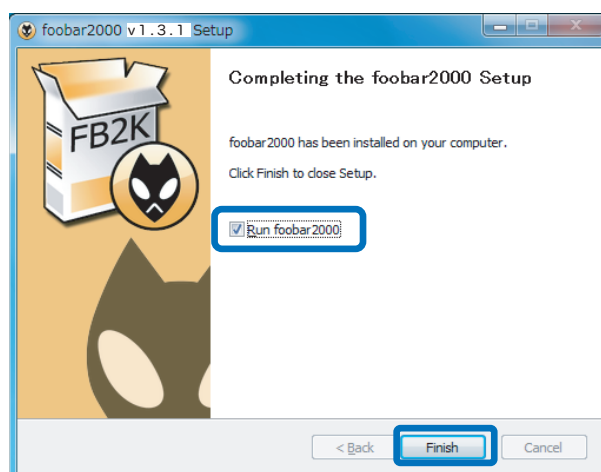 foobar2000 v1.3.1 Setup
Completing the foobar2000 Setup
FB2K
foobar2000 has been installed on your computer.
Click Finish to close Setup.
Run foobar2000
< Back Finish Cancel